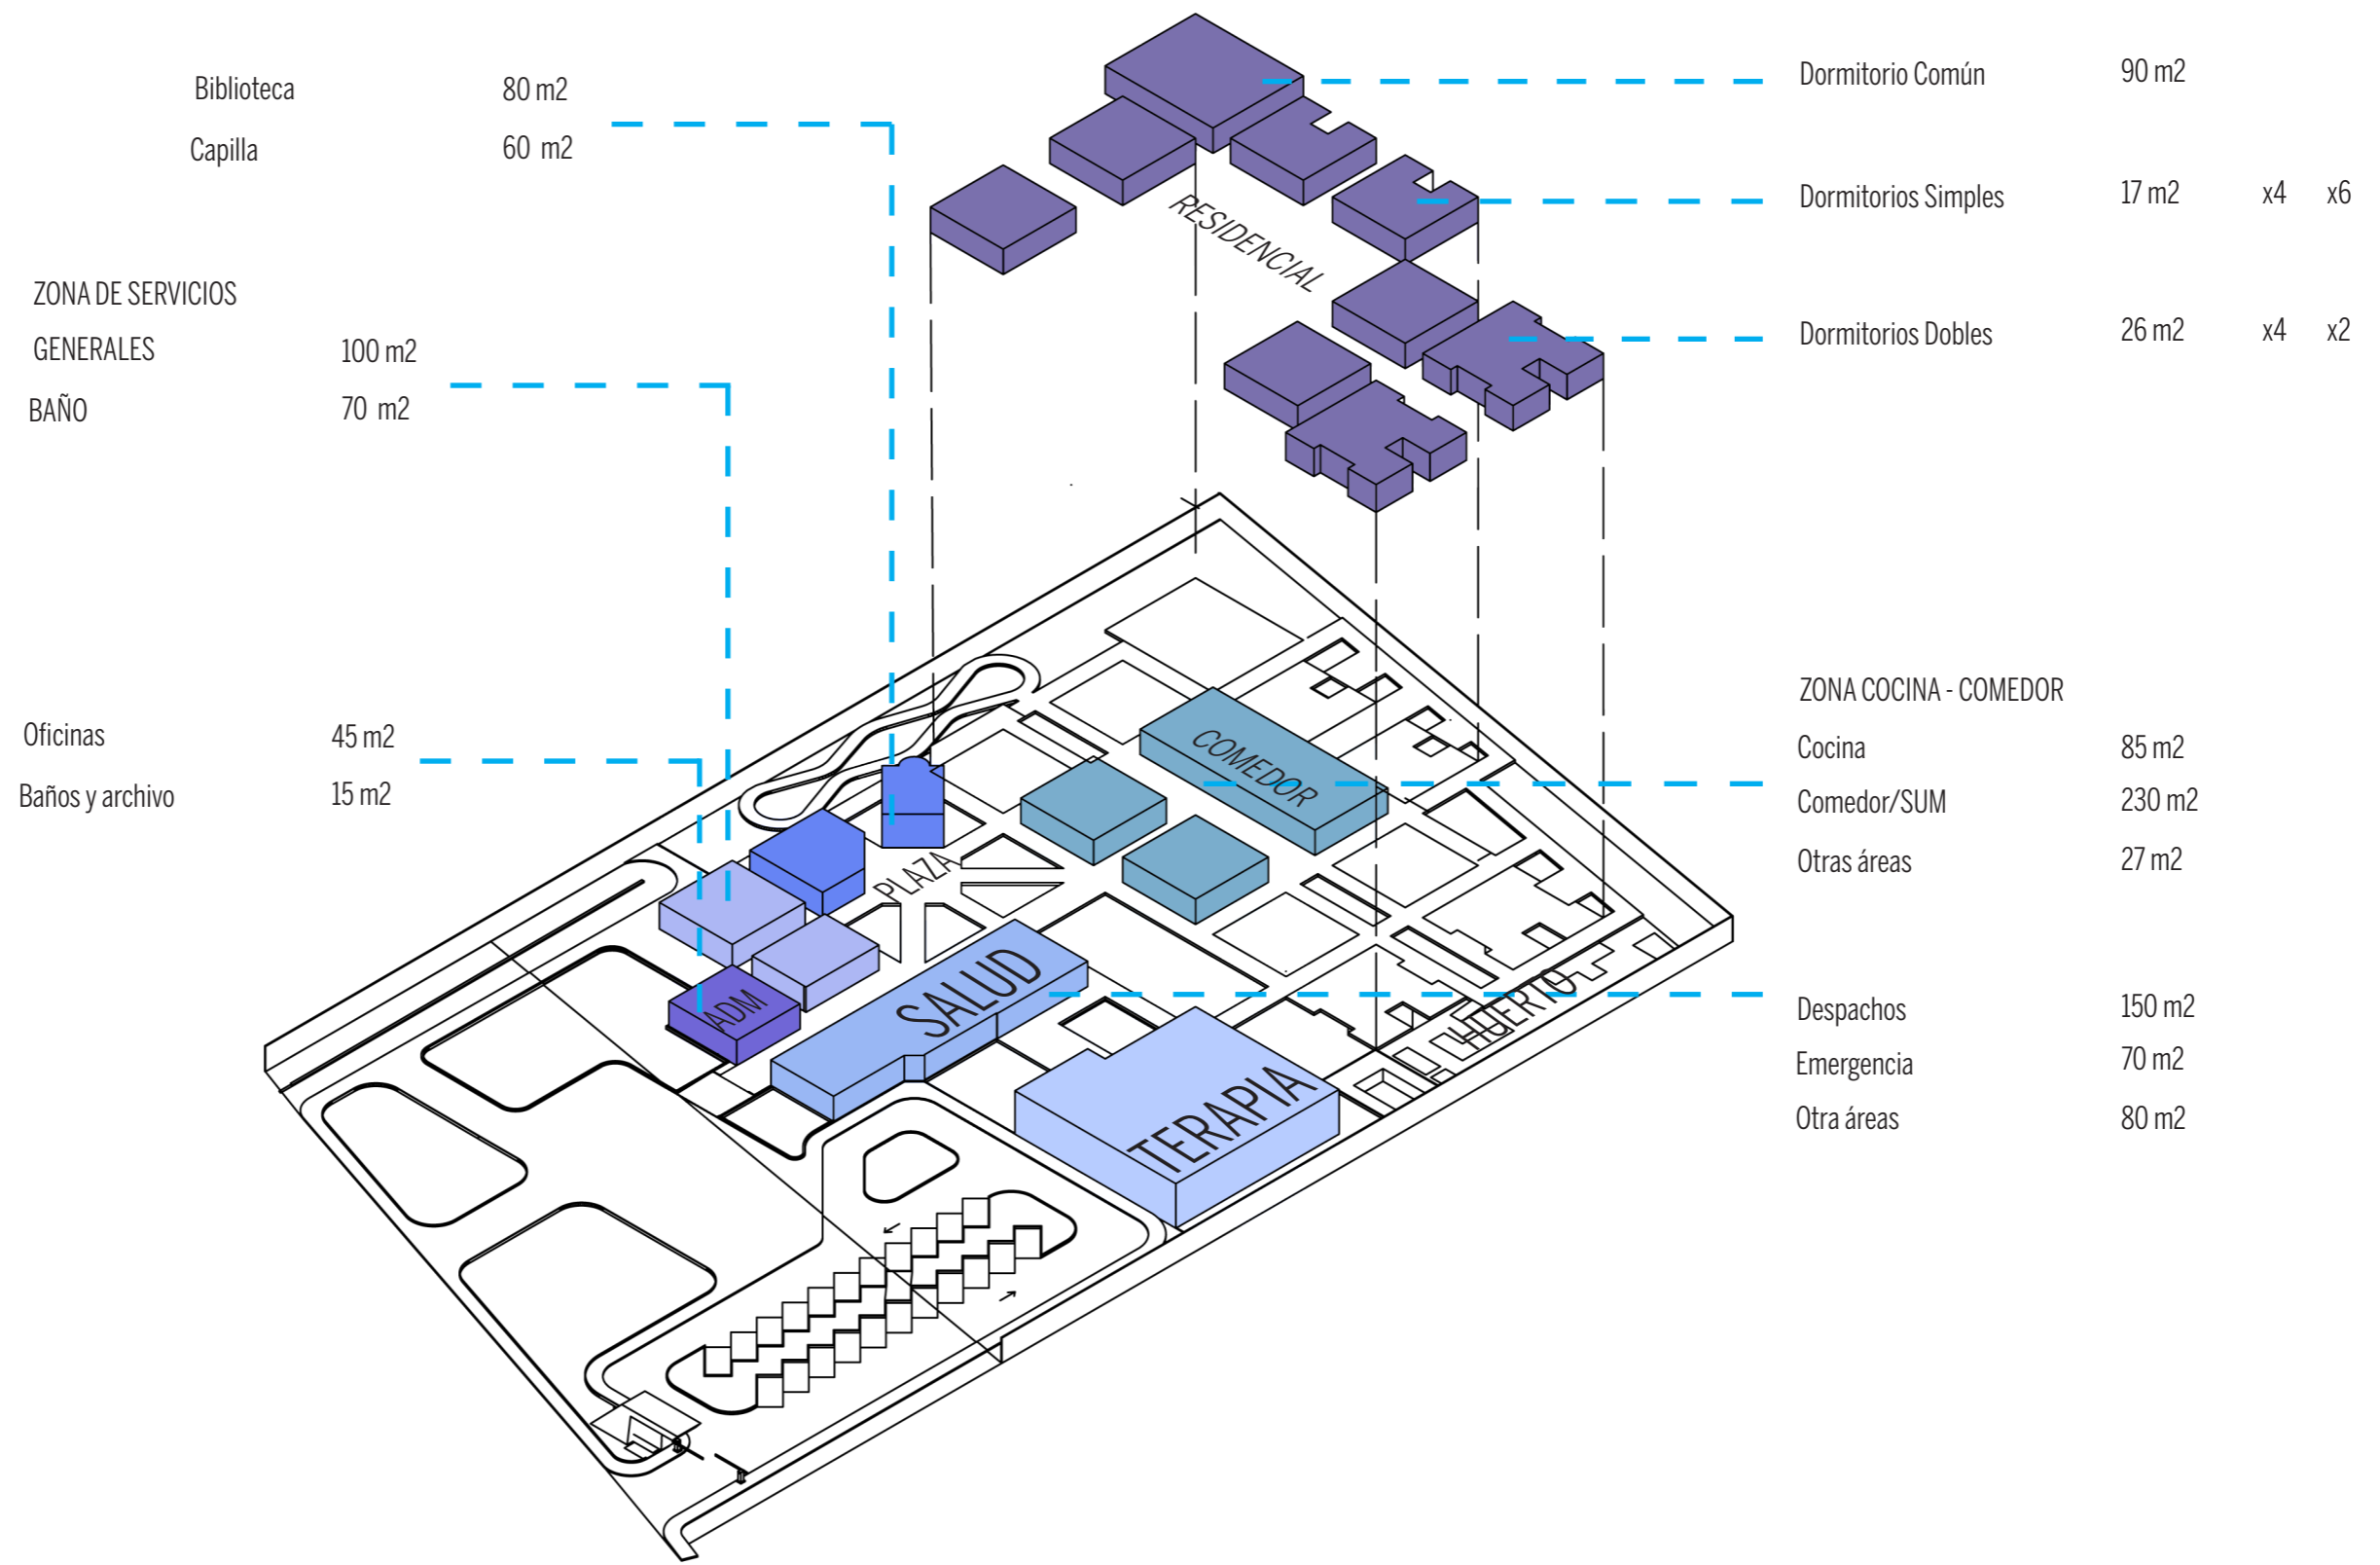 Biblioteca 80 m2
Capilla 60 m2
ZONA DE SERVICIOS
GENERALES 100 m2
BAÑO 70 m2
Oficinas 45 m2
Baños y archivo 15 m2
RESIDENCIAL
COMEDOR
PLAZA
ADM
SALUD
TERAPIA
HUERTO
Dormitorio Común 90 m2
Dormitorios Simples 17 m2 x4 x6
Dormitorios Dobles 26 m2 x4 x2
ZONA COCINA - COMEDOR
Cocina 85 m2
Comedor/SUM 230 m2
Otras áreas 27 m2
Despachos 150 m2
Emergencia 70 m2
Otra áreas 80 m2